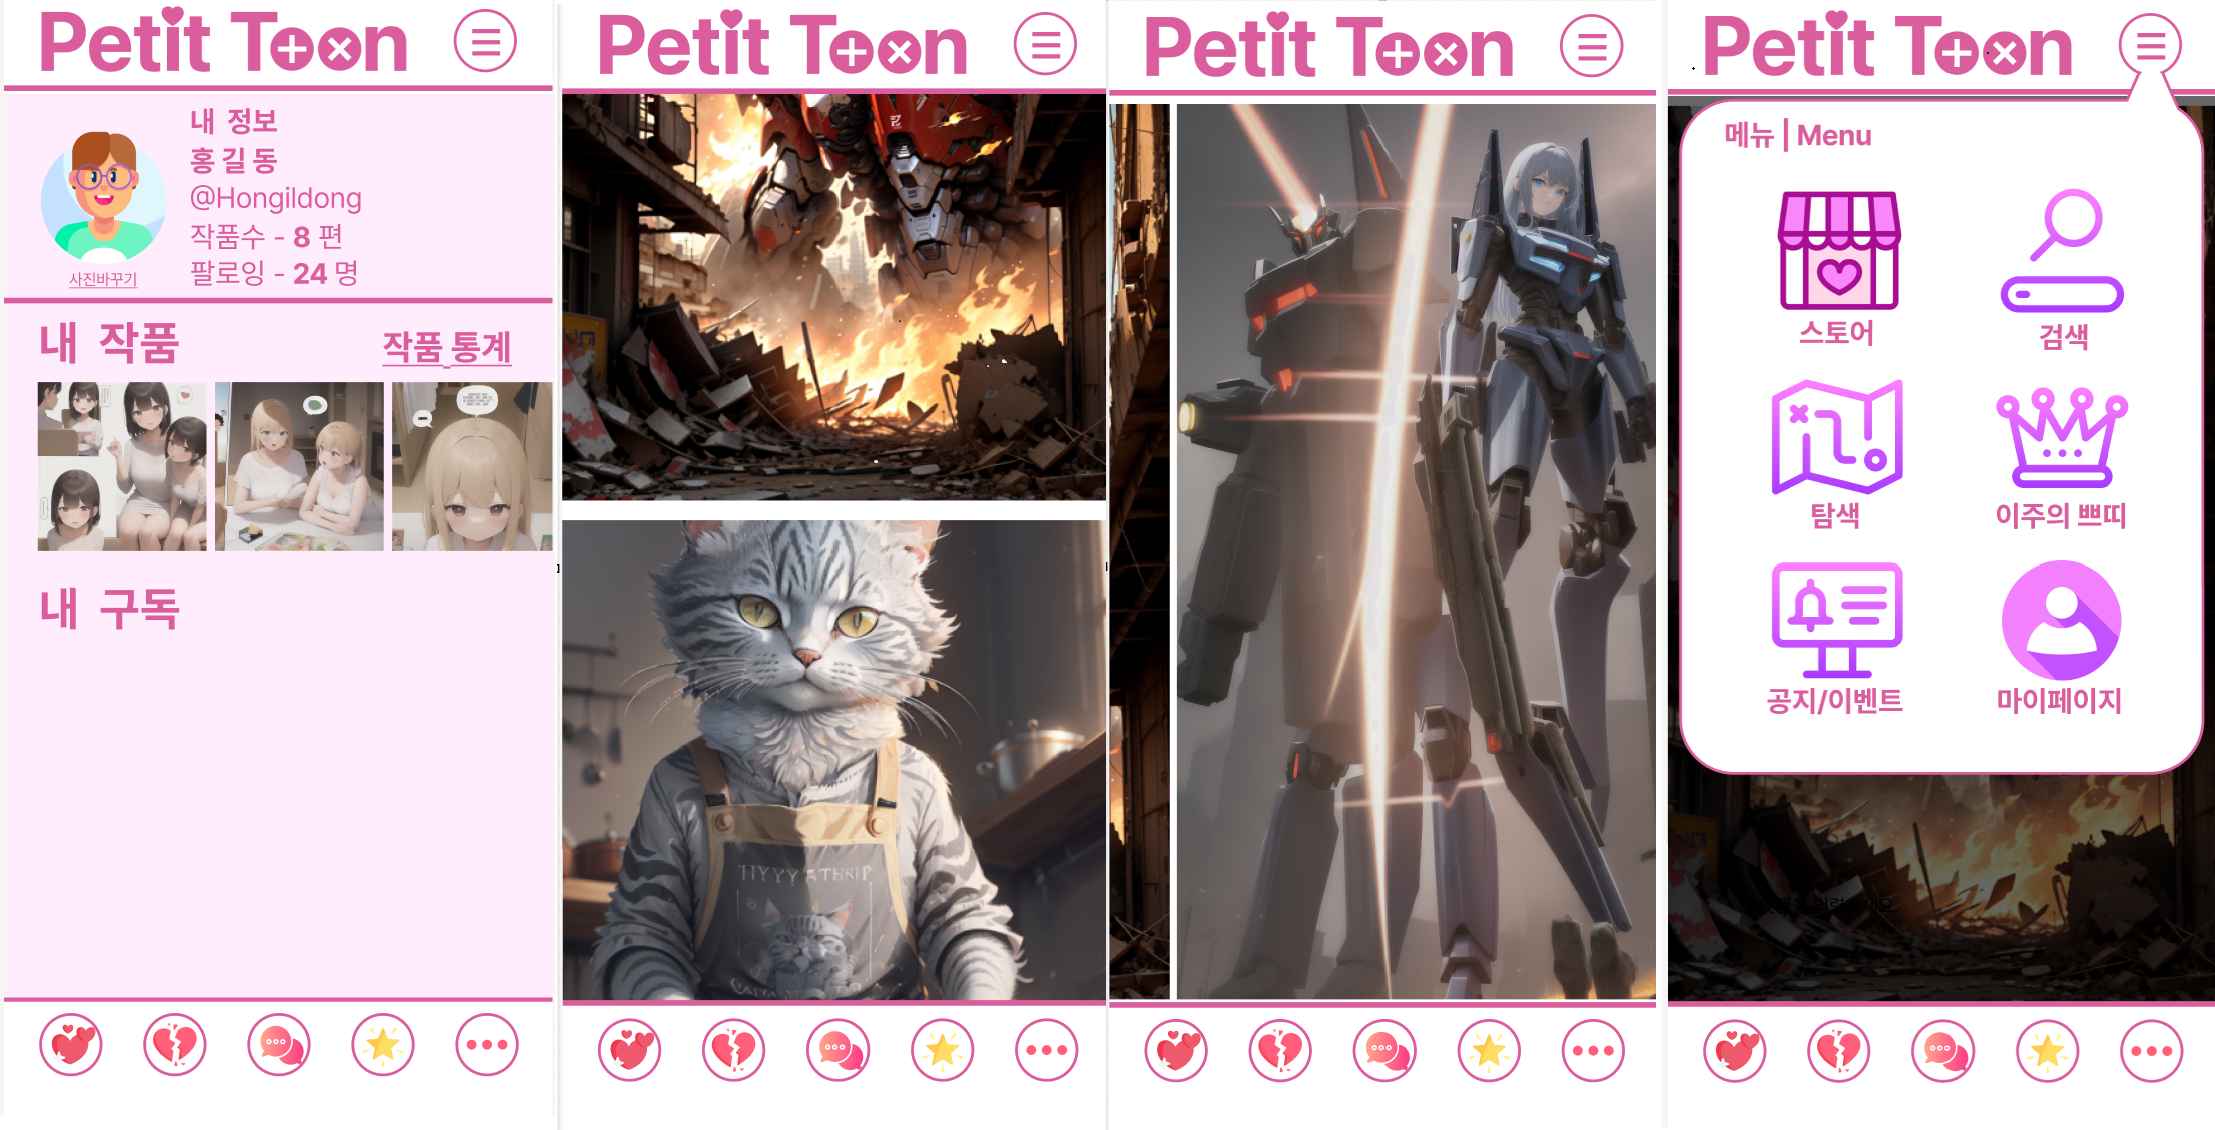 Petit Toon
내 정보
홍길동
@Hongildong
작품수 - 8 편
팔로잉 - 24 명
사진바꾸기
내 작품
작품 통계
내 구독
Petit Toon
Petit Toon
Petit Toon
메뉴 | Menu
스토어
검색
탐색
이주의 쁘띠
공지/이벤트
마이페이지